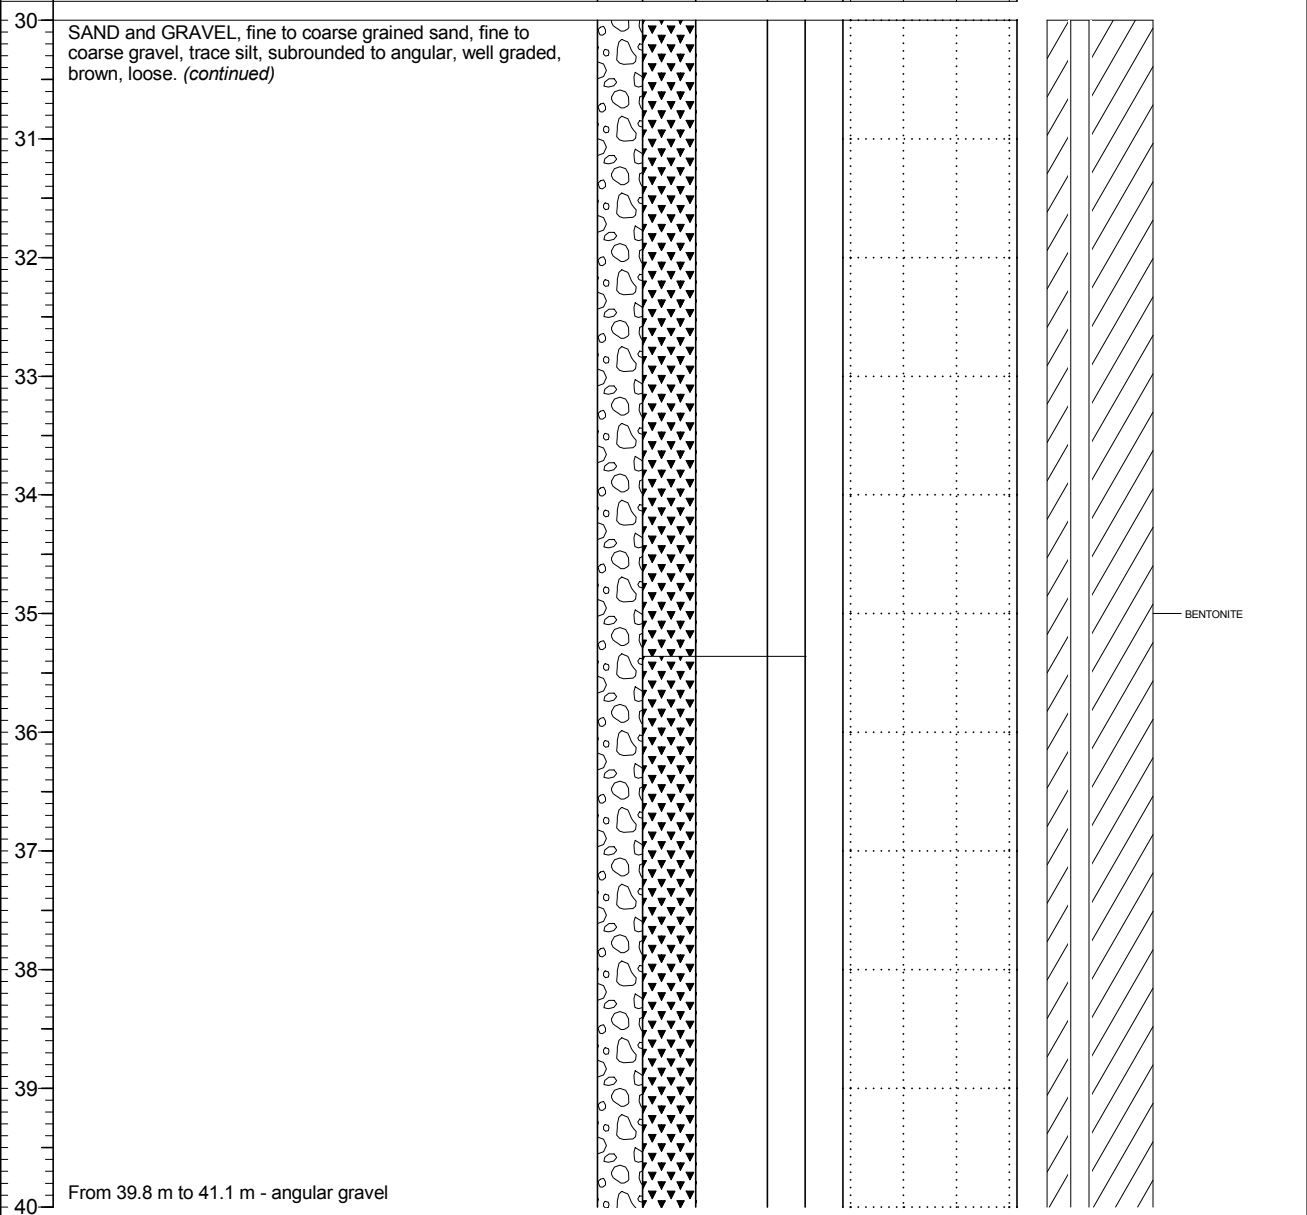 30
SAND and GRAVEL, fine to coarse grained sand, fine to
coarse gravel, trace silt, subrounded to angular, well graded,
brown, loose. (continued)
31
32
33
34
35
BENTONITE
36
37
38
39
From 39.8 m to 41.1 m - angular gravel
40